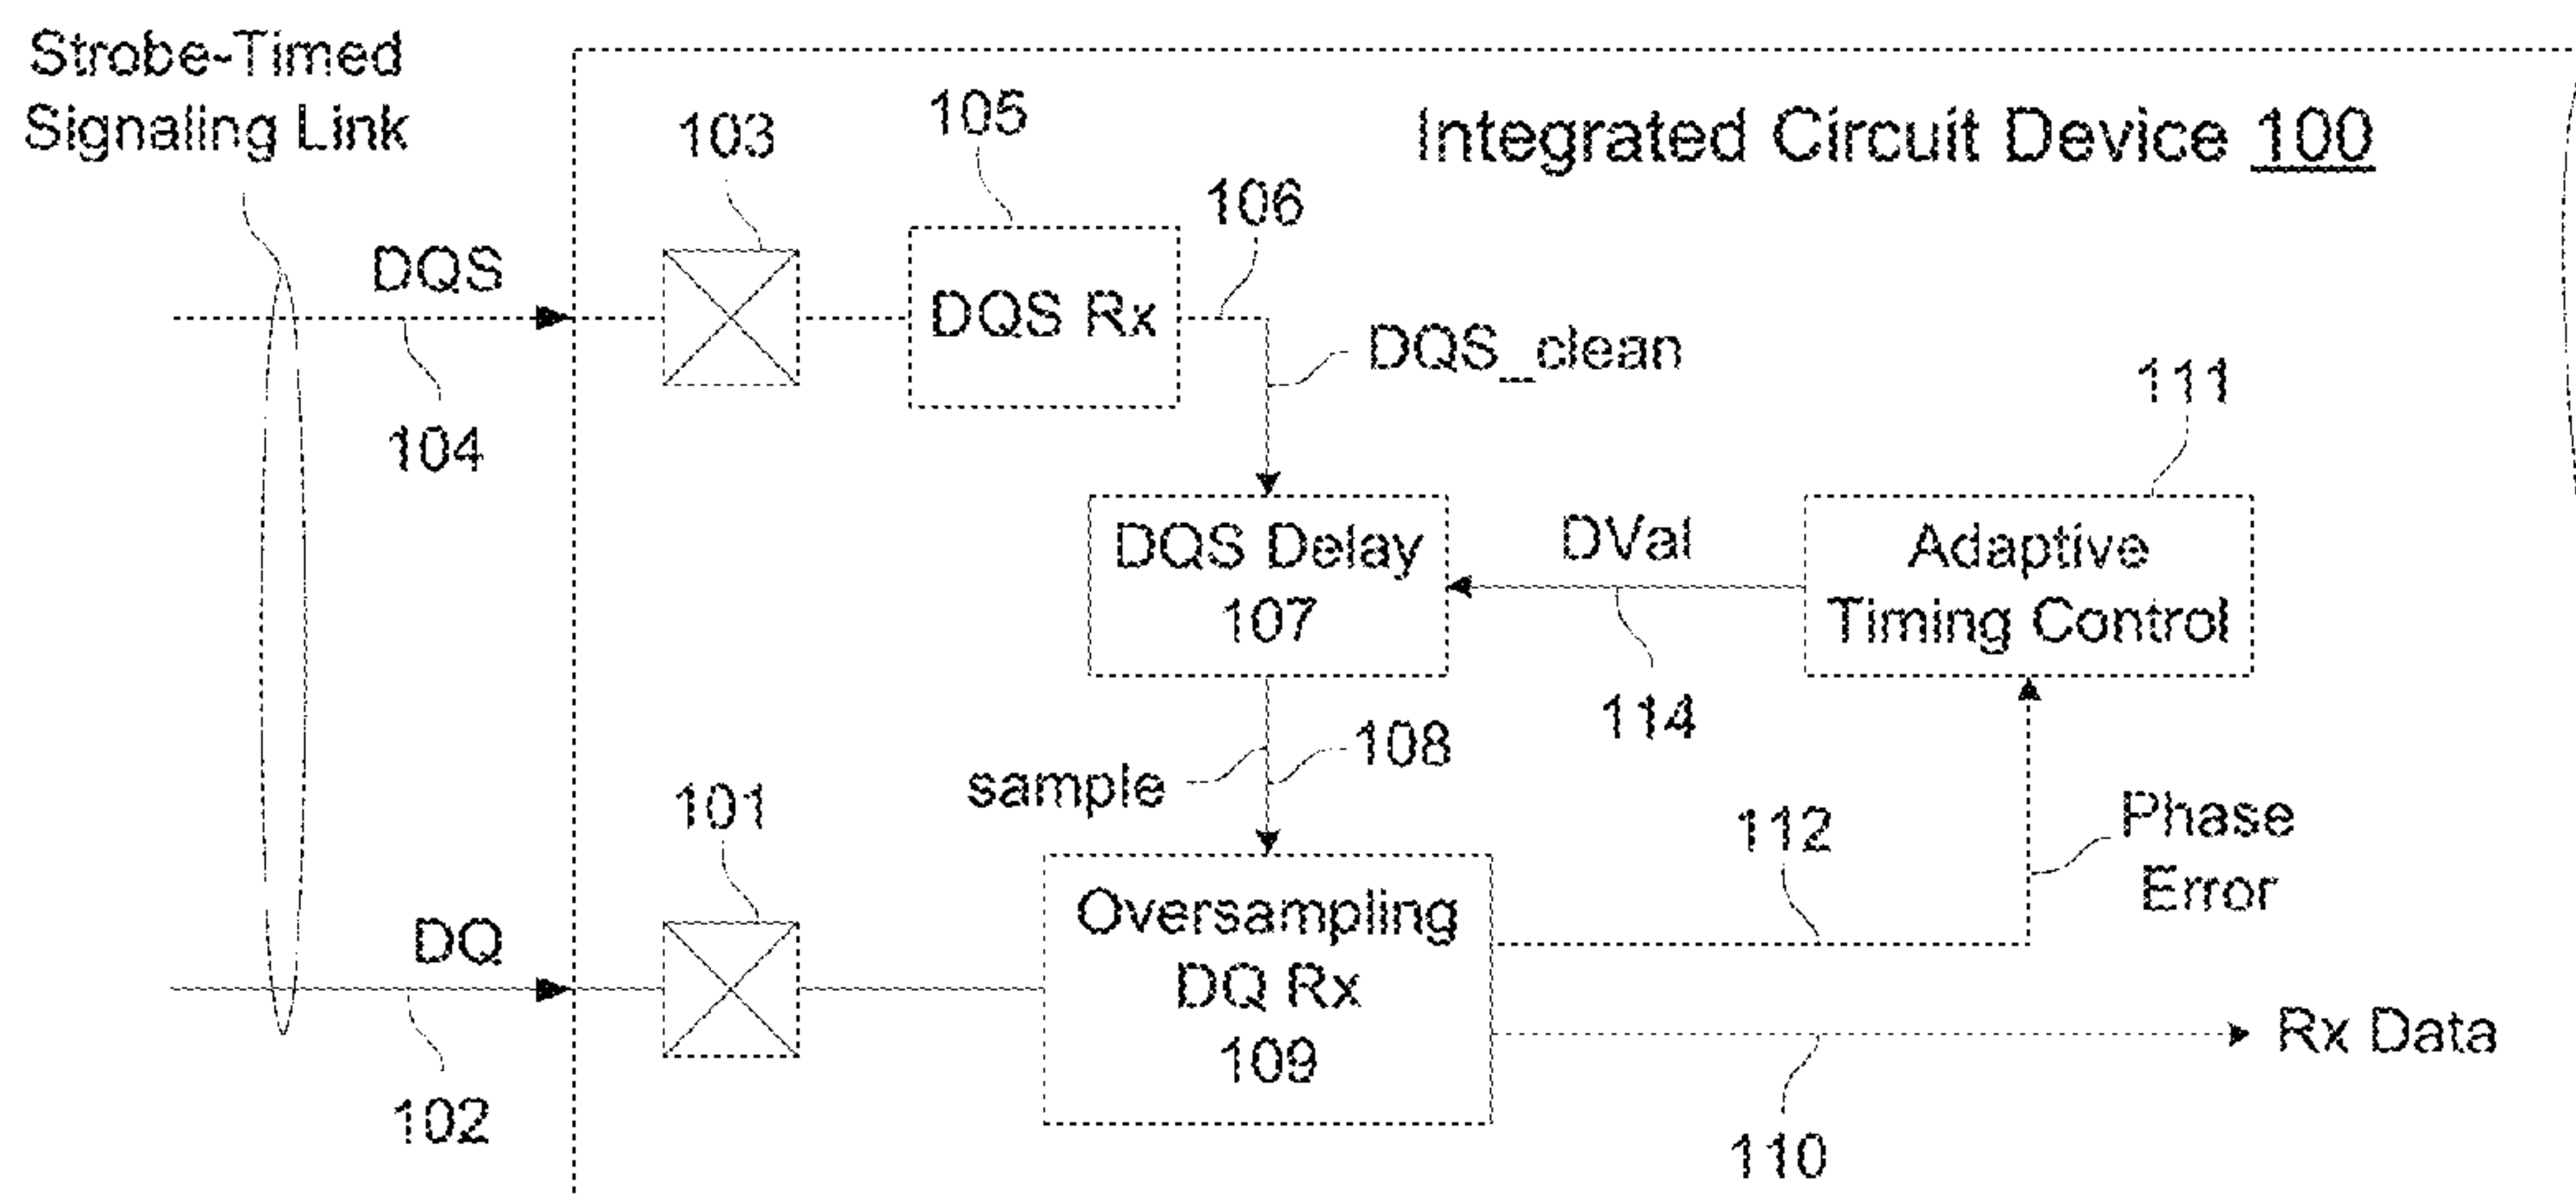 Strobe-Timed
Signaling Link
103
105
106
Integrated Circuit Device 100
DQS
104
DQS Rx
DQS_clean
111
DQS Delay
107
DVal
114
Adaptive
Timing Control
sample
108
101
112
Phase
Error
DQ
102
Oversampling
DQ Rx
109
Rx Data
110